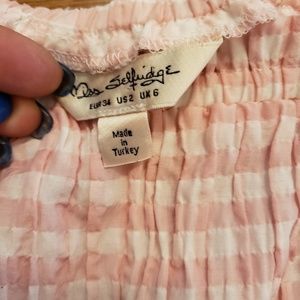 Miss Selfridge
EUR 34 US 2 UK 6
Made
in
Turkey